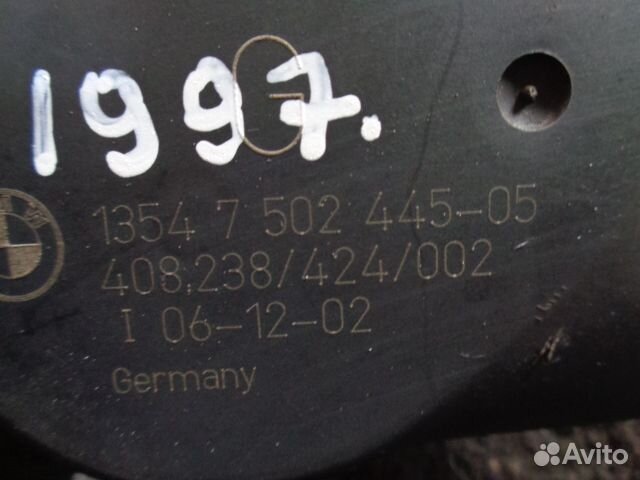 1997.
G
1354 7 502 445-05
408.238/424/002
I 06-12-02
Germany
Avito